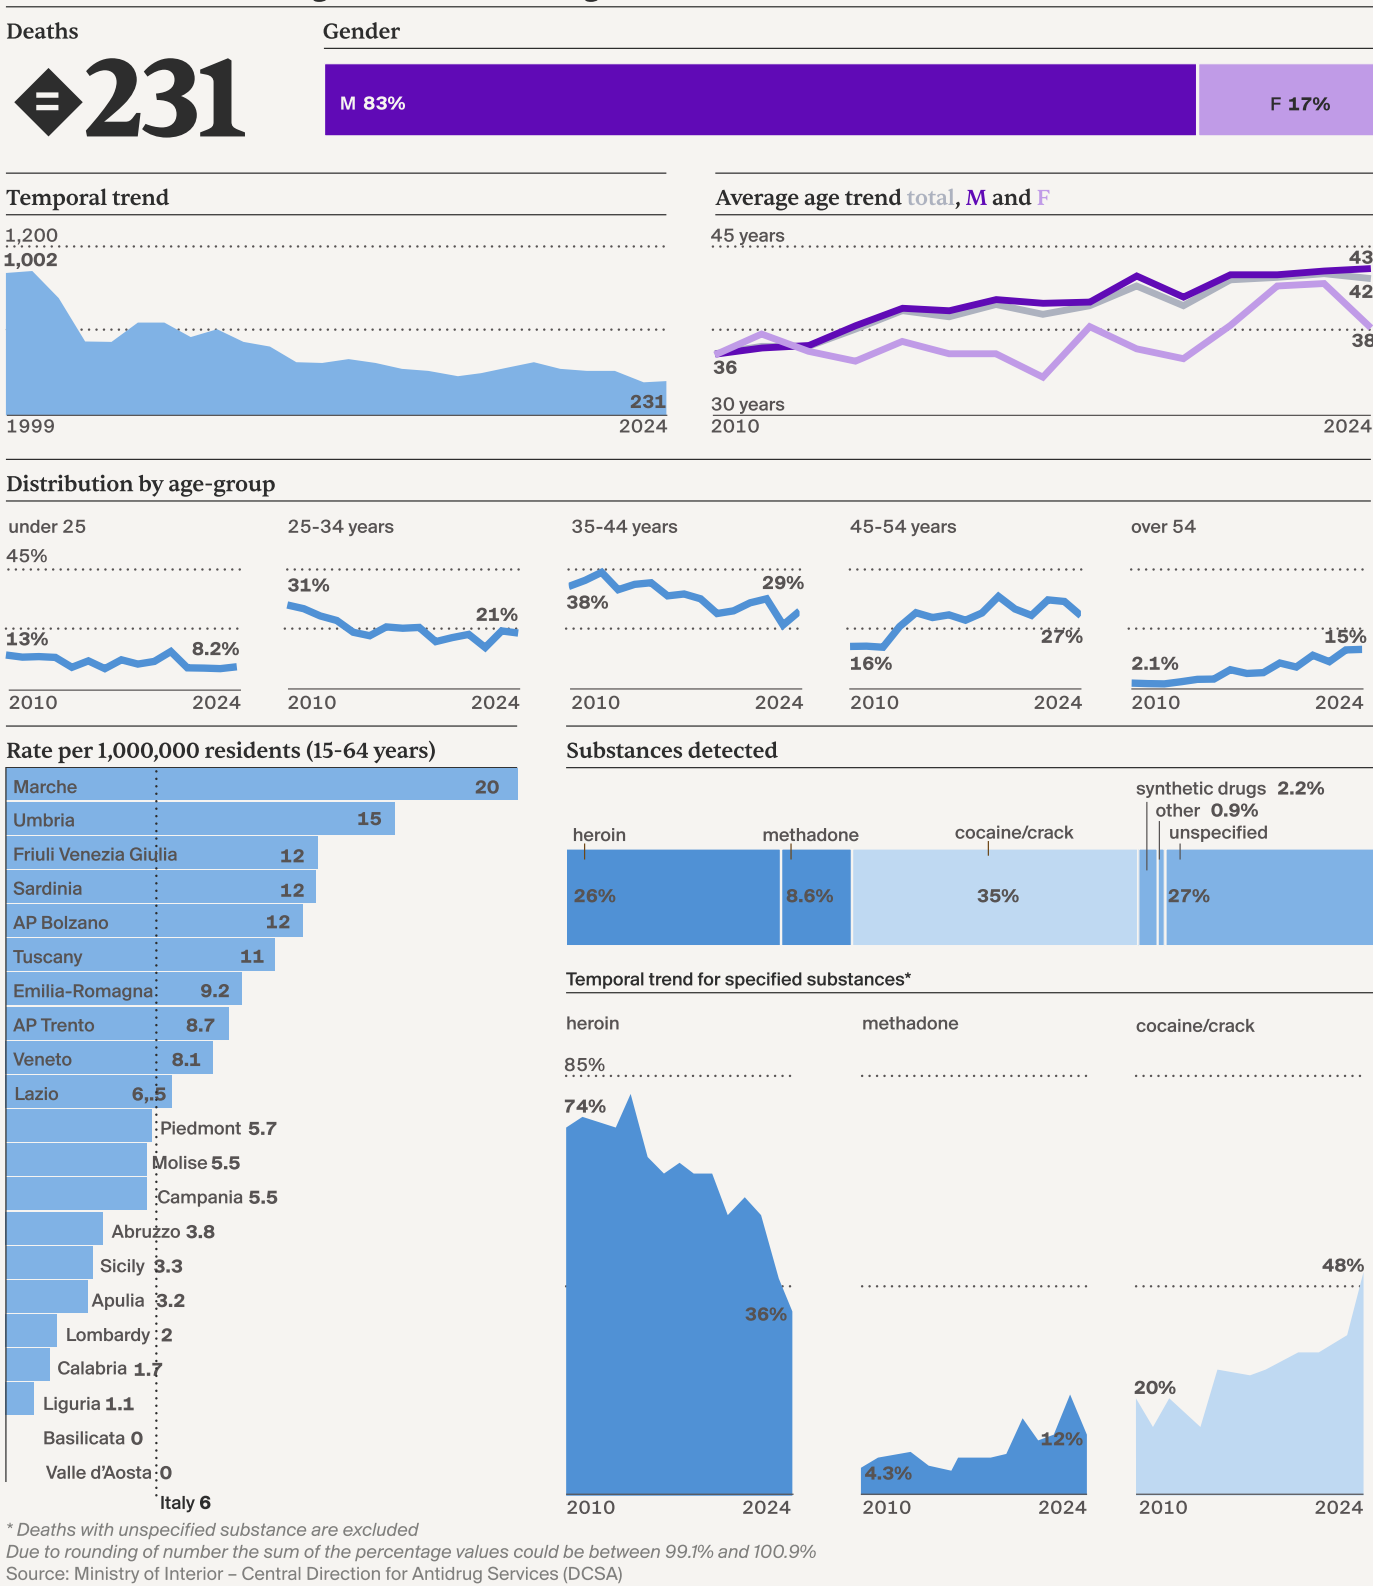 Deaths
Gender
=231
M 83%
F 17%
Temporal trend
Average age trend total, M and F
1,200
1,002
231
1999
2024
45 years
43
42
38
36
30 years
2010
2024
Distribution by age-group
under 25
25-34 years
35-44 years
45-54 years
over 54
45%
13%
8.2%
31%
21%
38%
29%
16%
27%
2.1%
15%
2010
2024
2010
2024
2010
2024
2010
2024
2010
2024
Rate per 1,000,000 residents (15-64 years)
Marche 20
Umbria 15
Friuli Venezia Giulia 12
Sardinia 12
AP Bolzano 12
Tuscany 11
Emilia-Romagna 9.2
AP Trento 8.7
Veneto 8.1
Lazio 6,.5
Piedmont 5.7
Molise 5.5
Campania 5.5
Abruzzo 3.8
Sicily 3.3
Apulia 3.2
Lombardy 2
Calabria 1.7
Liguria 1.1
Basilicata 0
Valle d'Aosta 0
Italy 6
Substances detected
synthetic drugs 2.2%
other 0.9%
heroin
methadone
cocaine/crack
unspecified
26%
8.6%
35%
27%
Temporal trend for specified substances*
heroin
methadone
cocaine/crack
85%
74%
36%
4.3%
12%
20%
48%
2010
2024
2010
2024
2010
2024
* Deaths with unspecified substance are excluded
Due to rounding of number the sum of the percentage values could be between 99.1% and 100.9%
Source: Ministry of Interior – Central Direction for Antidrug Services (DCSA)